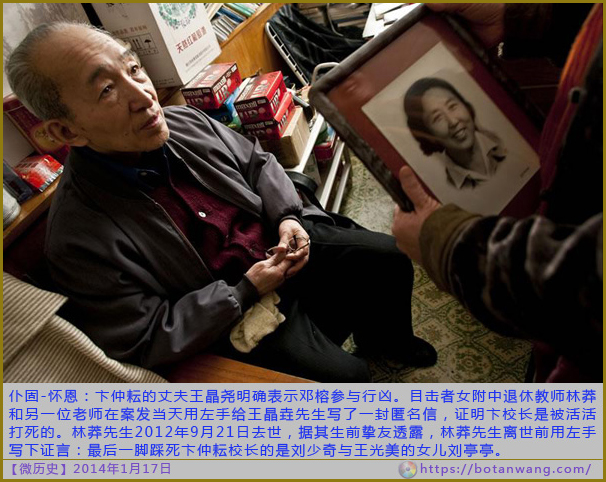 天然红
仆固-怀恩：卞仲耘的丈夫王晶尧明确表示邓榕参与行凶。目击者女附中退休教师林莽
和另一位老师在案发当天用左手给王晶垚先生写了一封匿名信，证明卞校长是被活活
打死的。林莽先生2012年9月21日去世，据其生前挚友透露，林莽先生离世前用左手
写下证言：最后一脚踩死卞仲耘校长的是刘少奇与王光美的女儿刘亭亭。
【微历史】2014年1月17日
https://botanwang.com/